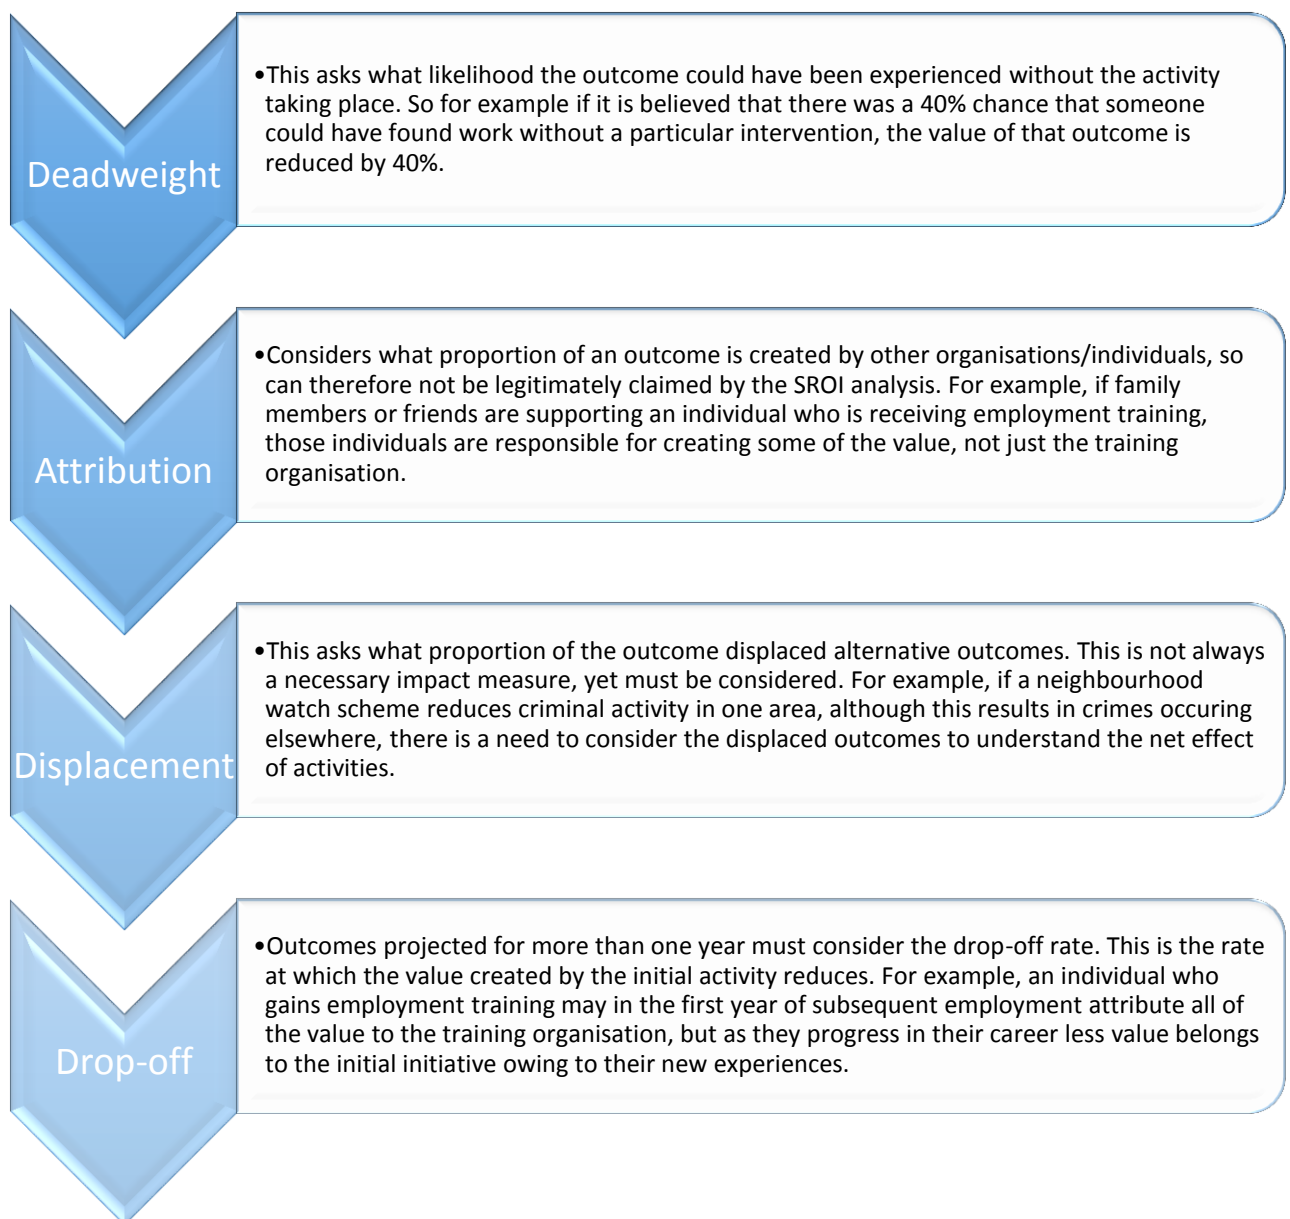 Deadweight
•This asks what likelihood the outcome could have been experienced without the activity
taking place. So for example if it is believed that there was a 40% chance that someone
could have found work without a particular intervention, the value of that outcome is
reduced by 40%.
Attribution
•Considers what proportion of an outcome is created by other organisations/individuals, so
can therefore not be legitimately claimed by the SROI analysis. For example, if family
members or friends are supporting an individual who is receiving employment training,
those individuals are responsible for creating some of the value, not just the training
organisation.
Displacement
•This asks what proportion of the outcome displaced alternative outcomes. This is not always
a necessary impact measure, yet must be considered. For example, if a neighbourhood
watch scheme reduces criminal activity in one area, although this results in crimes occuring
elsewhere, there is a need to consider the displaced outcomes to understand the net effect
of activities.
Drop-off
•Outcomes projected for more than one year must consider the drop-off rate. This is the rate
at which the value created by the initial activity reduces. For example, an individual who
gains employment training may in the first year of subsequent employment attribute all of
the value to the training organisation, but as they progress in their career less value belongs
to the initial initiative owing to their new experiences.